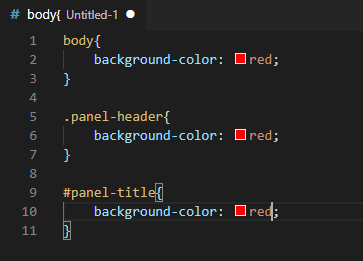 # body{ Untitled-1
1 body{
2     background-color: red;
3 }
4
5 .panel-header{
6     background-color: red;
7 }
8
9 #panel-title{
10     background-color: red;
11 }